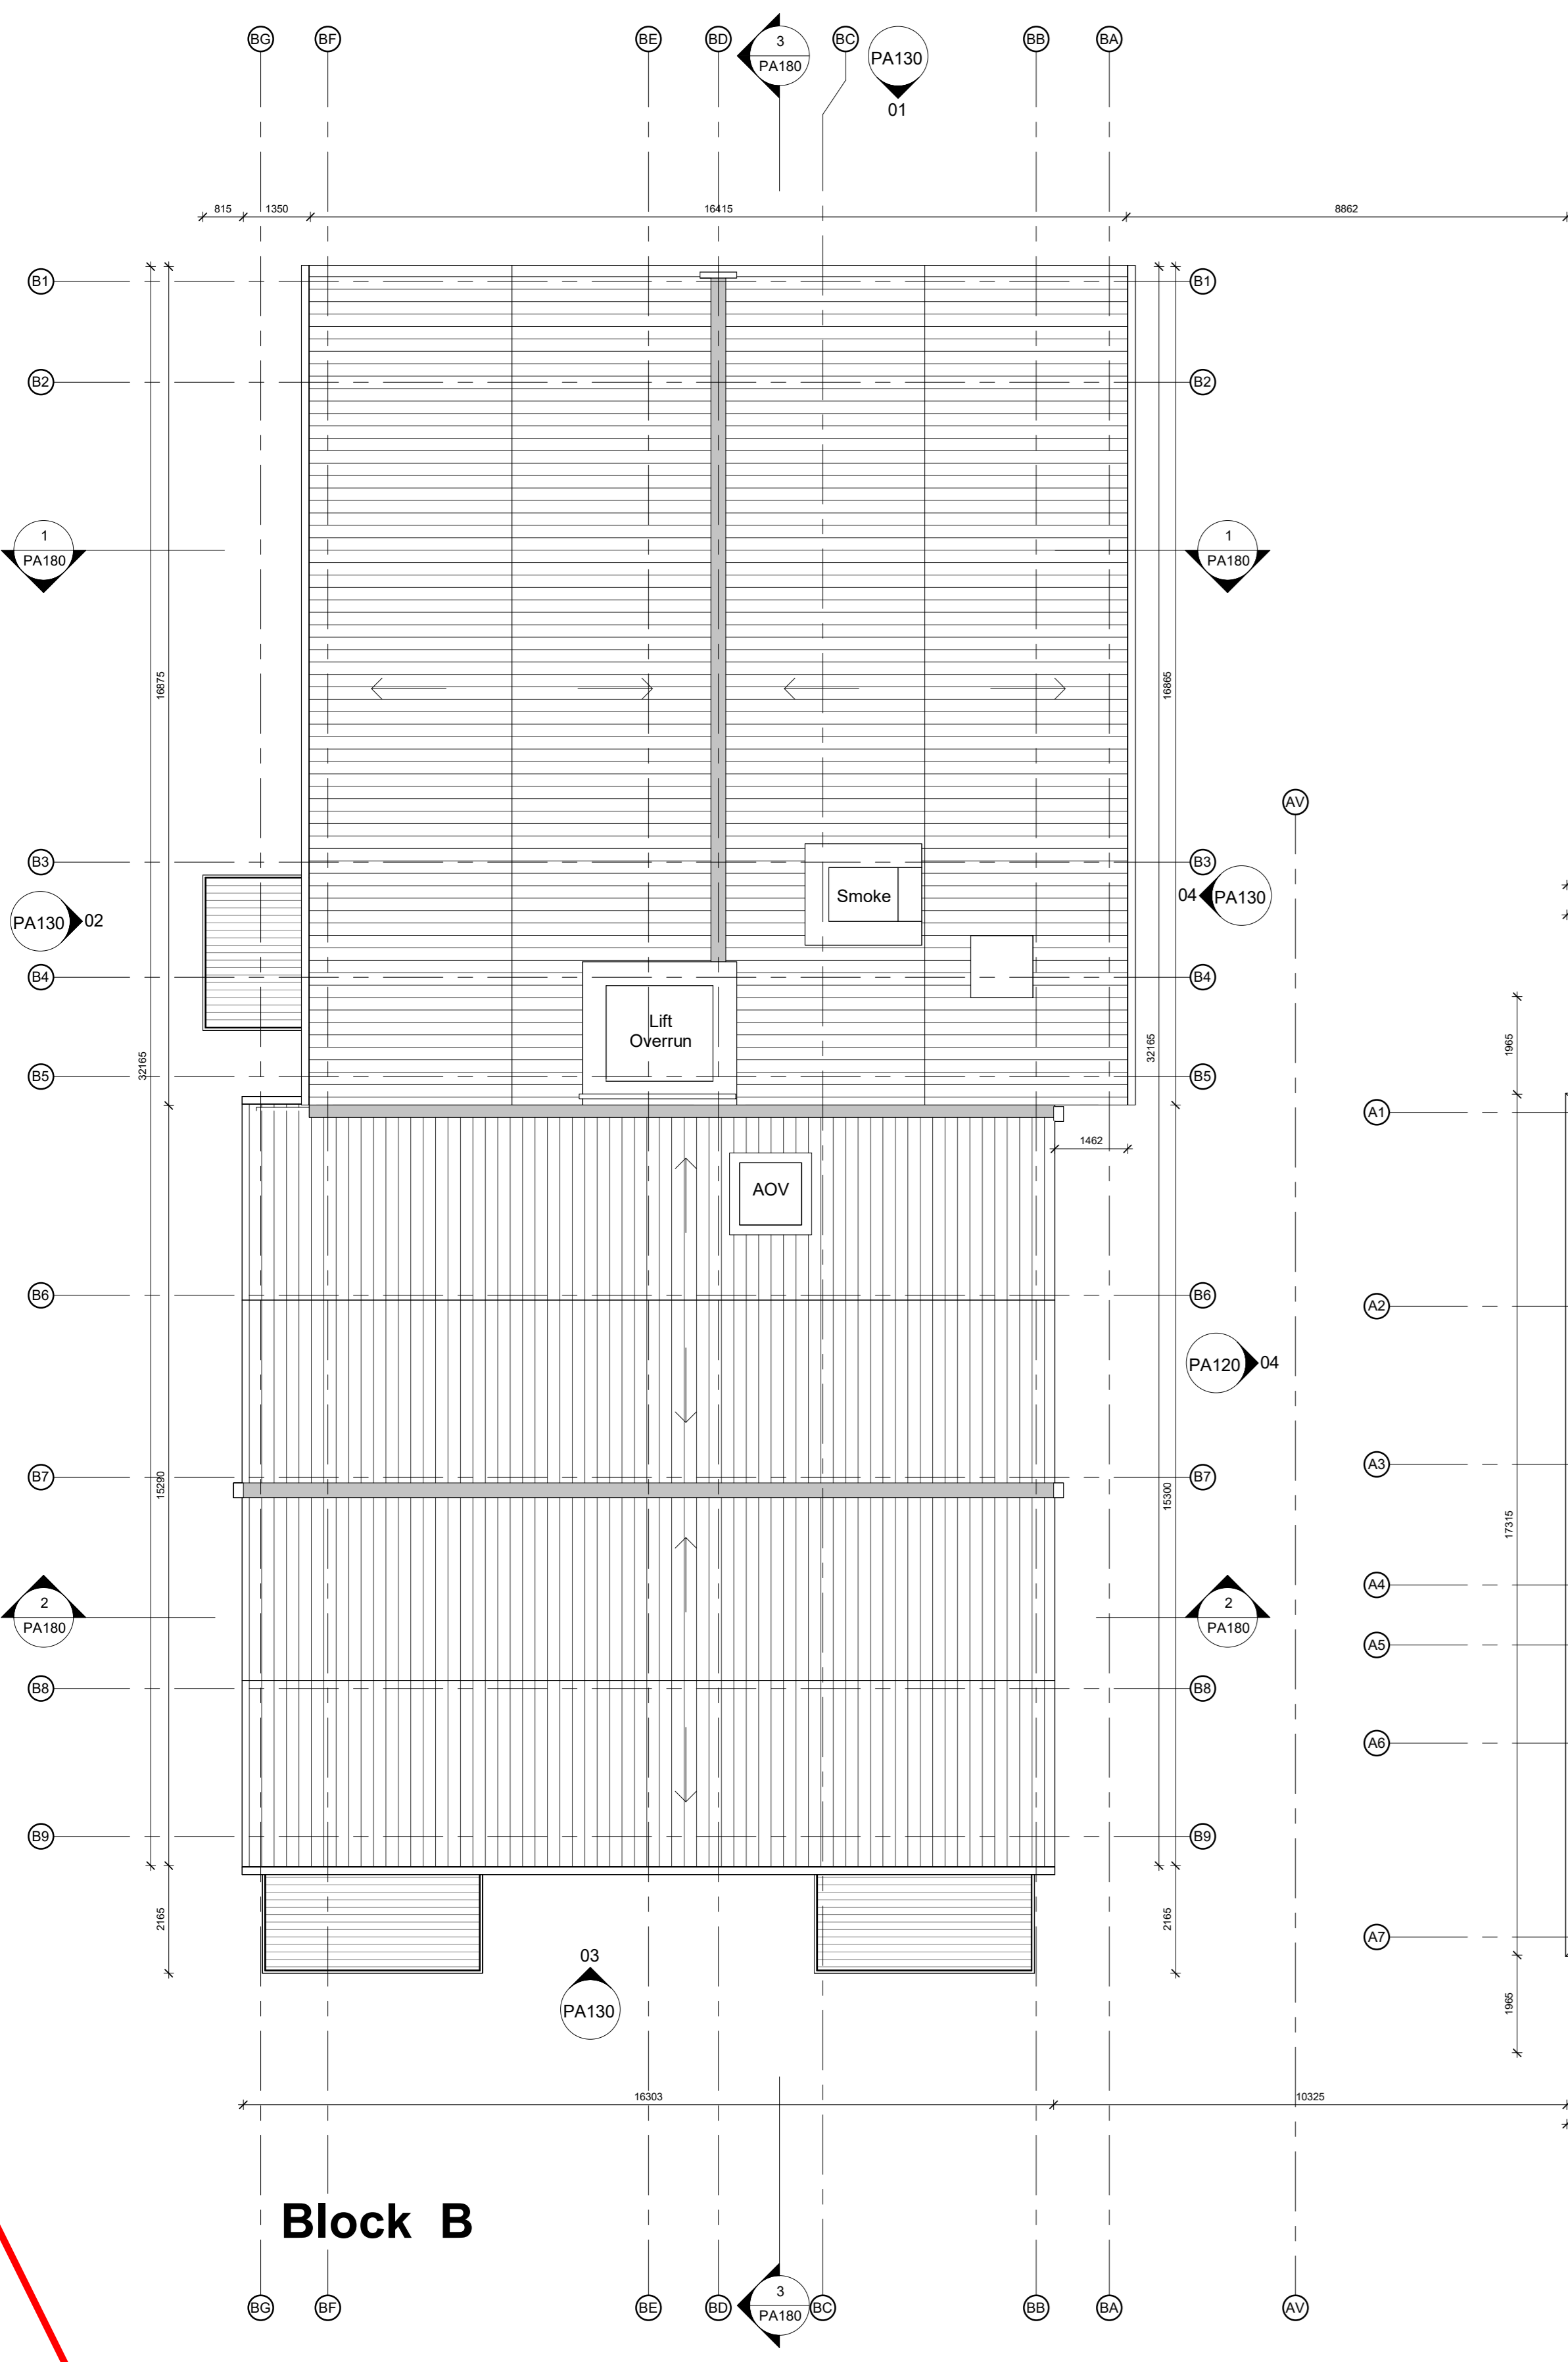 BG
BF
BE
BD
3
PA180
BC
PA130
01
BB
BA
815
1350
16415
8862
B1
B1
B2
B2
1
PA180
1
PA180
16875
16865
AV
B3
B3
Smoke
PA130
02
04
PA130
B4
B4
Lift
Overrun
1965
32165
32165
B5
B5
A1
1462
AOV
B6
B6
A2
PA120
04
A3
B7
B7
15290
15300
17315
A4
2
PA180
2
PA180
A5
B8
B8
A6
B9
B9
2165
2165
A7
03
PA130
1965
16303
10325
Block B
BG
BF
BE
BD
3
PA180
BC
BB
BA
AV